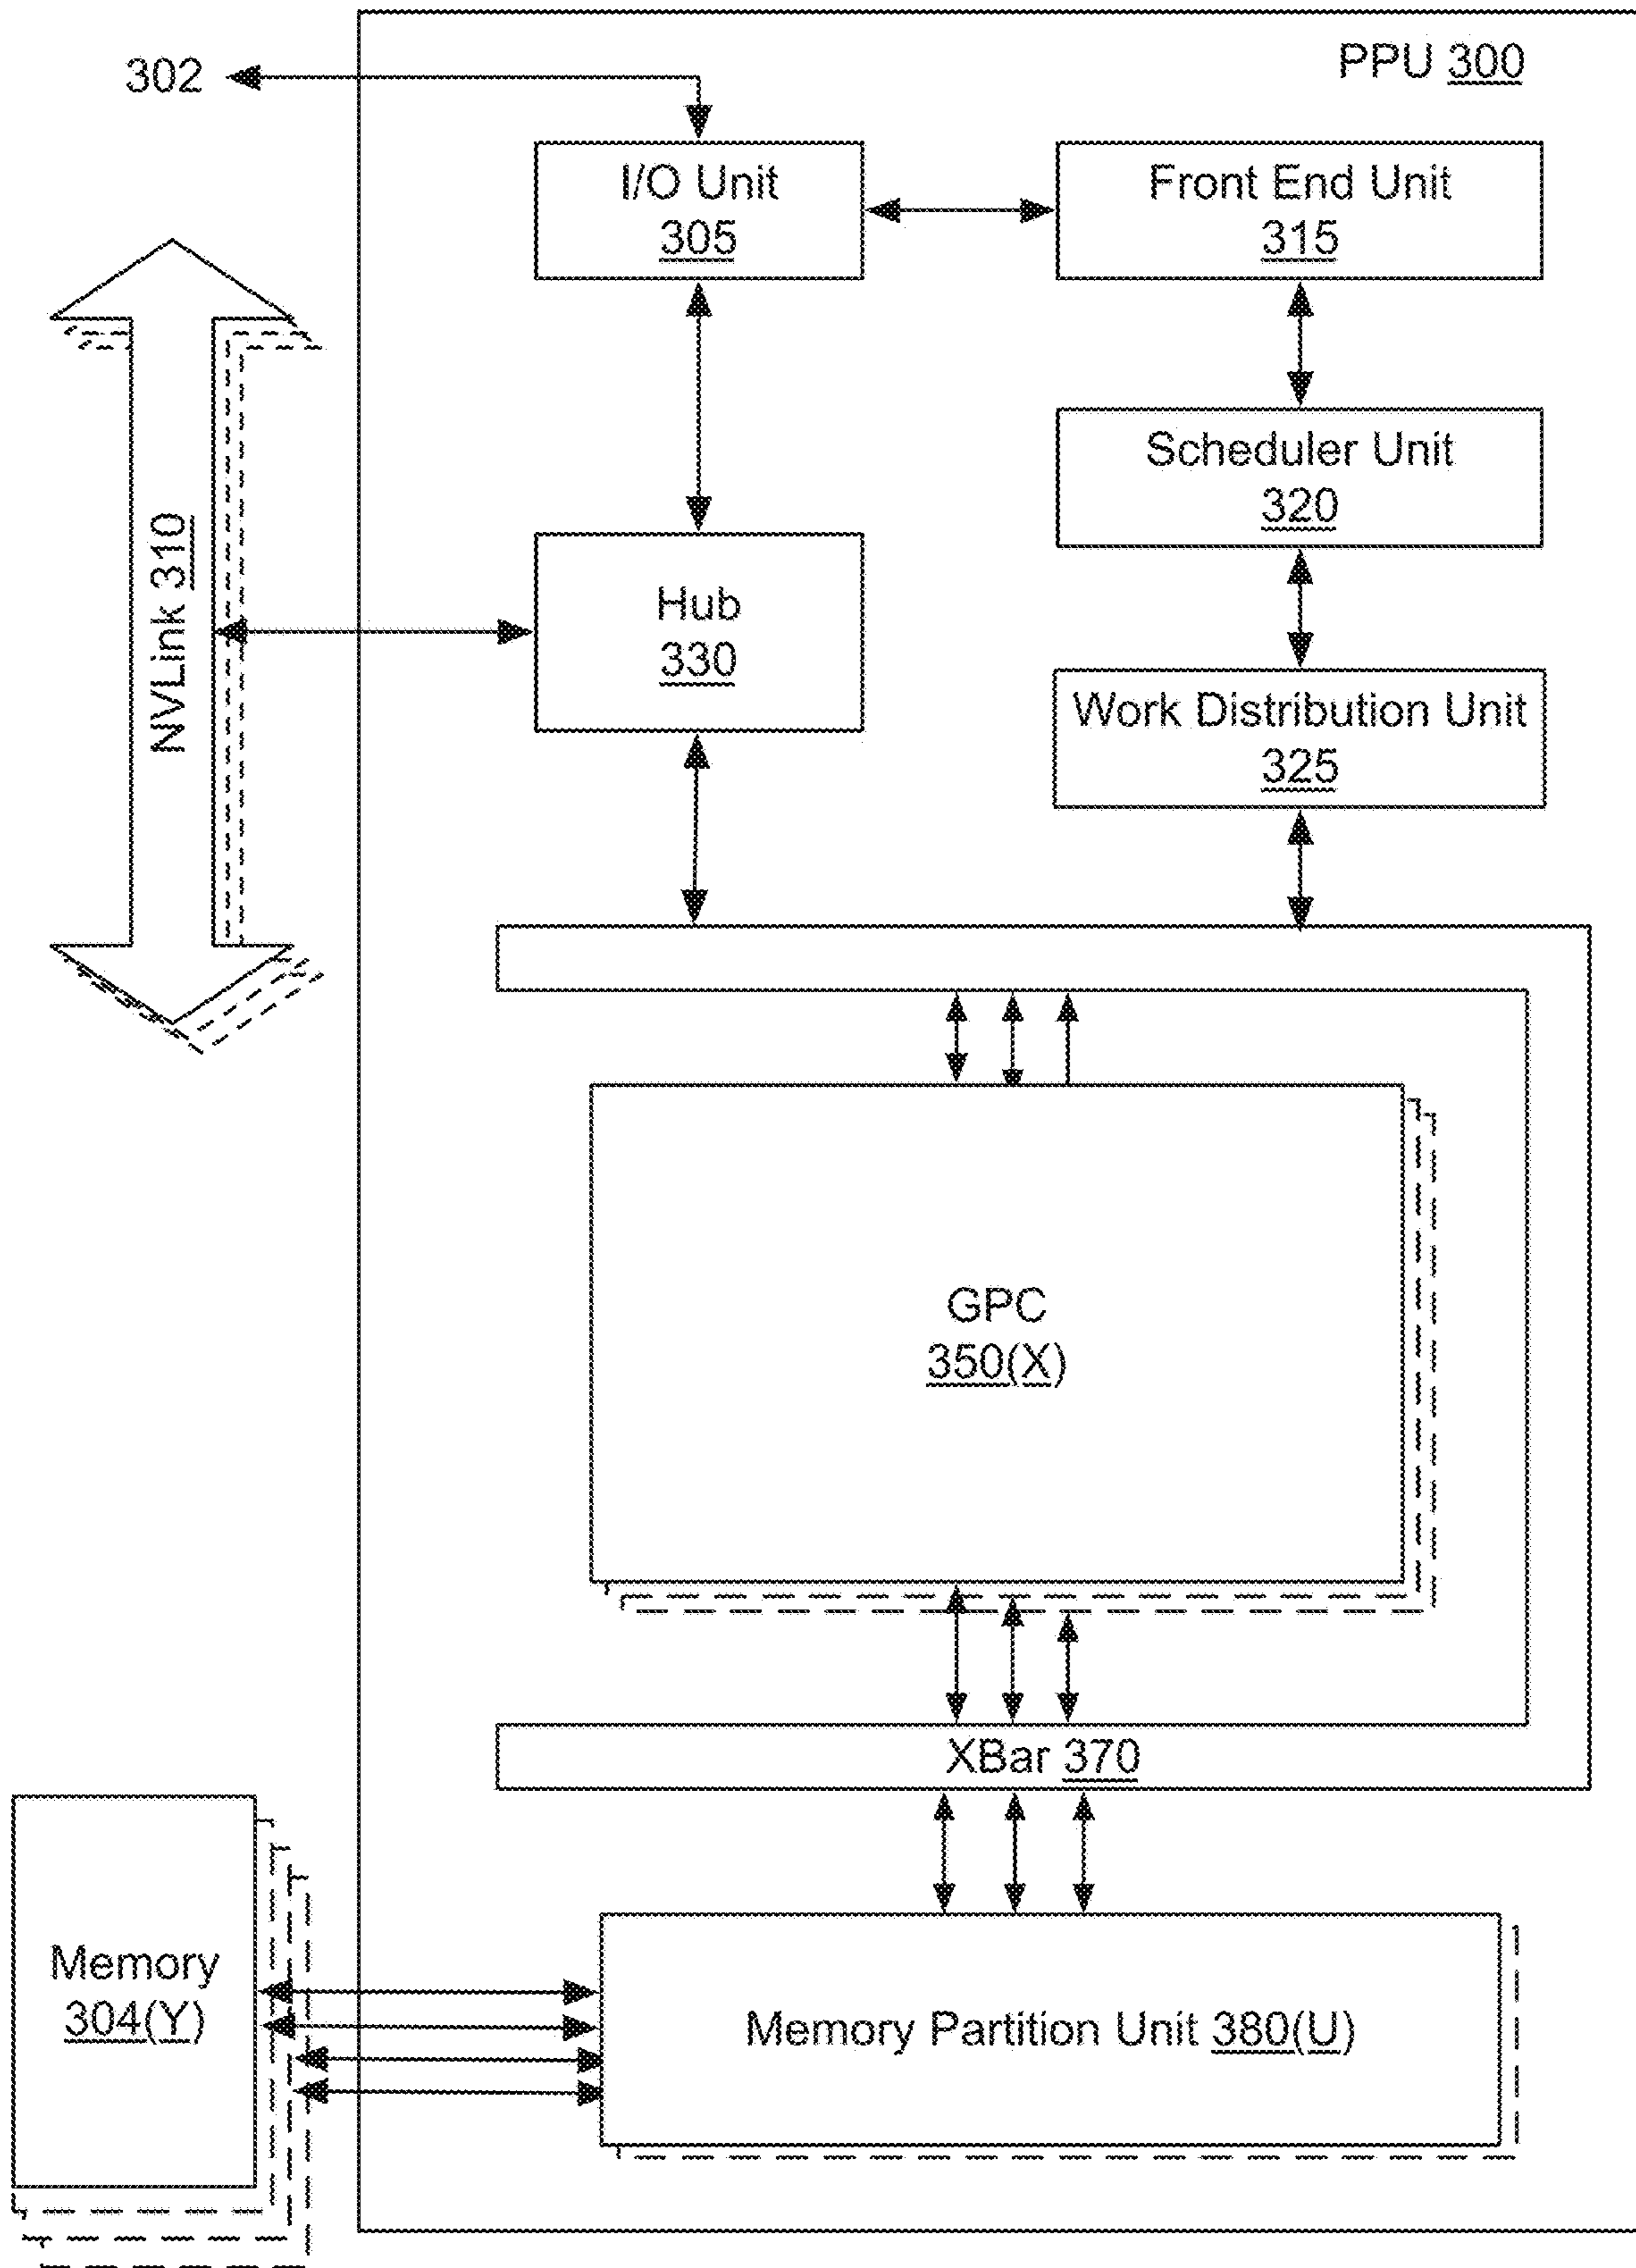 PPU 300
302
I/O Unit
305
Front End Unit
315
Scheduler Unit
320
NVLink 310
Hub
330
Work Distribution Unit
325
GPC
350(X)
XBar 370
Memory
304(Y)
Memory Partition Unit 380(U)